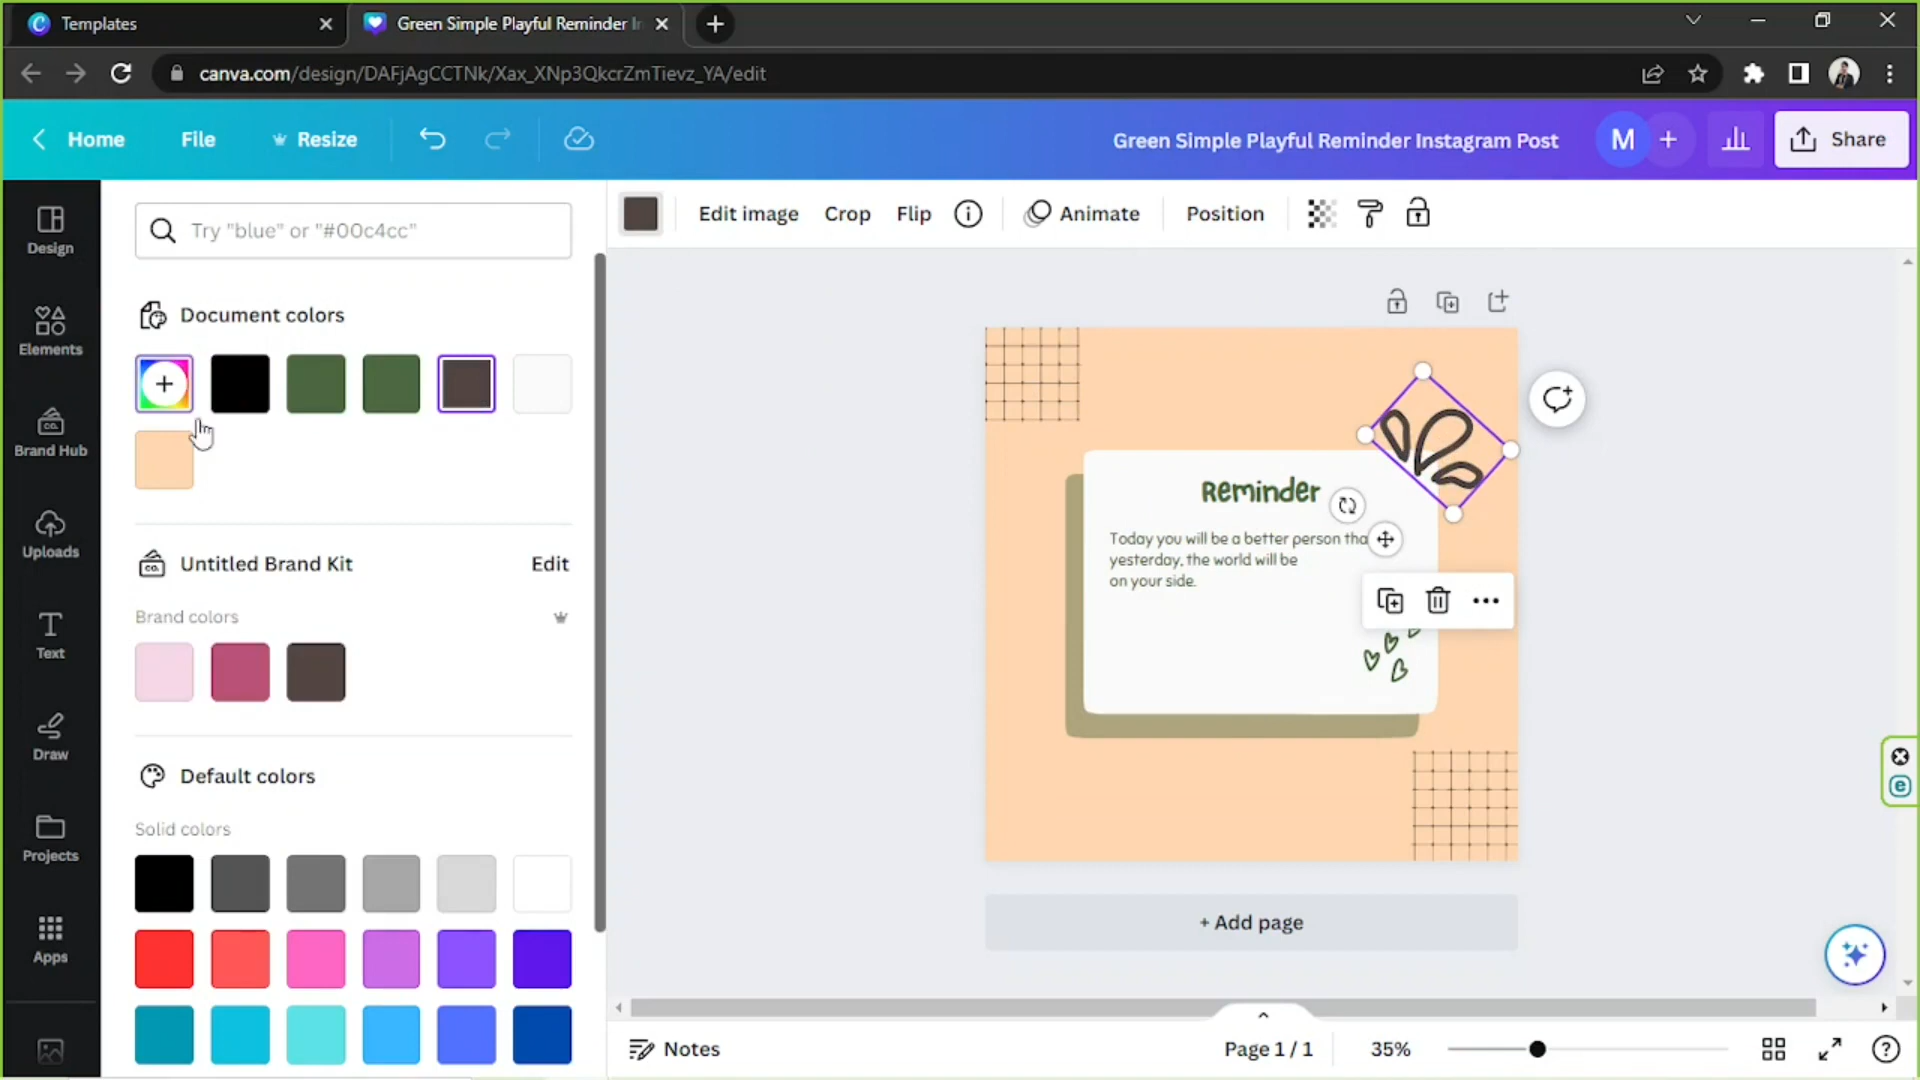 Templates
Green Simple Playful Reminder I
canva.com/design/DAFjAgCCTNk/Xax_XNp3QkcrZmTievz_YA/edit
Home
File
Resize
Green Simple Playful Reminder Instagram Post
M
Share
Design
Elements
Brand Hub
Uploads
Text
Draw
Projects
Apps
Try "blue" or "#00c4cc"
Document colors
Untitled Brand Kit
Edit
Brand colors
Default colors
Solid colors
Edit image
Crop
Flip
Animate
Position
Reminder
Today you will be a better person tha
yesterday, the world will be
on your side.
+ Add page
Notes
Page 1 / 1
35%